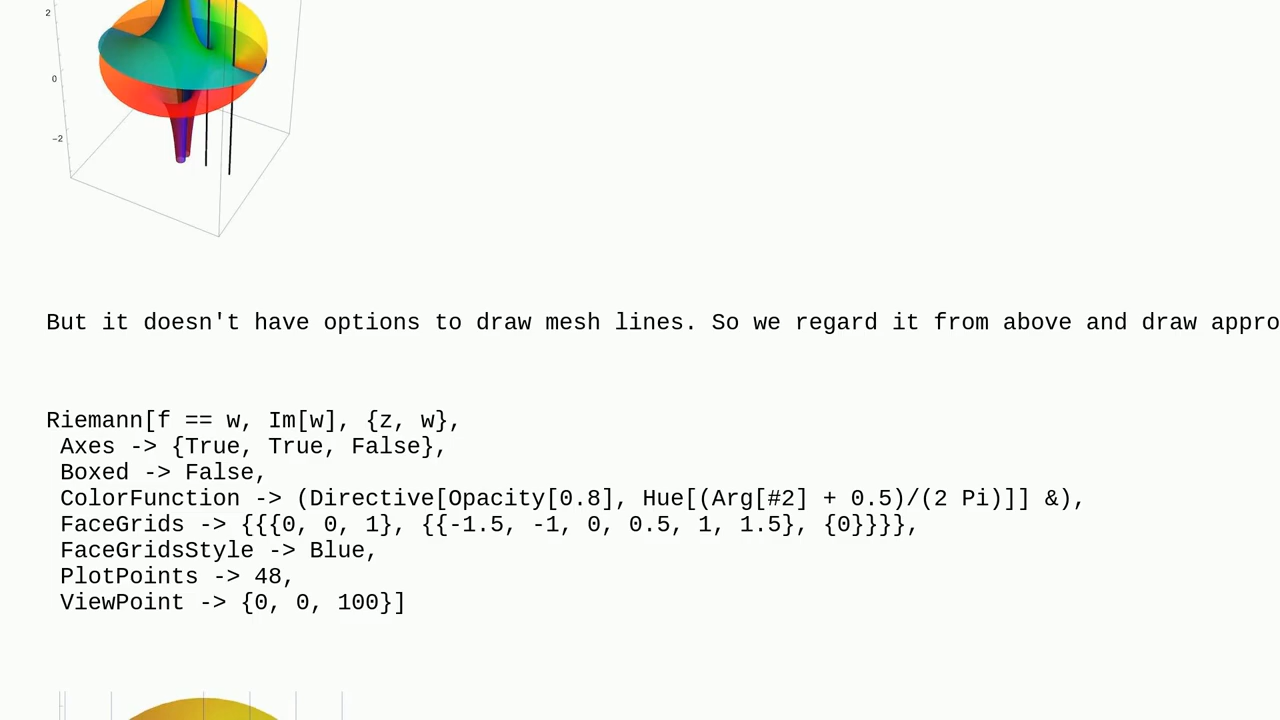 2
0
−2
But it doesn't have options to draw mesh lines. So we regard it from above and draw appro
Riemann[f == w, Im[w], {z, w},
Axes -> {True, True, False},
Boxed -> False,
ColorFunction -> (Directive[Opacity[0.8], Hue[(Arg[#2] + 0.5)/(2 Pi)]] &),
FaceGrids -> {{{0, 0, 1}, {{-1.5, -1, 0, 0.5, 1, 1.5}, {0}}}},
FaceGridsStyle -> Blue,
PlotPoints -> 48,
ViewPoint -> {0, 0, 100}]